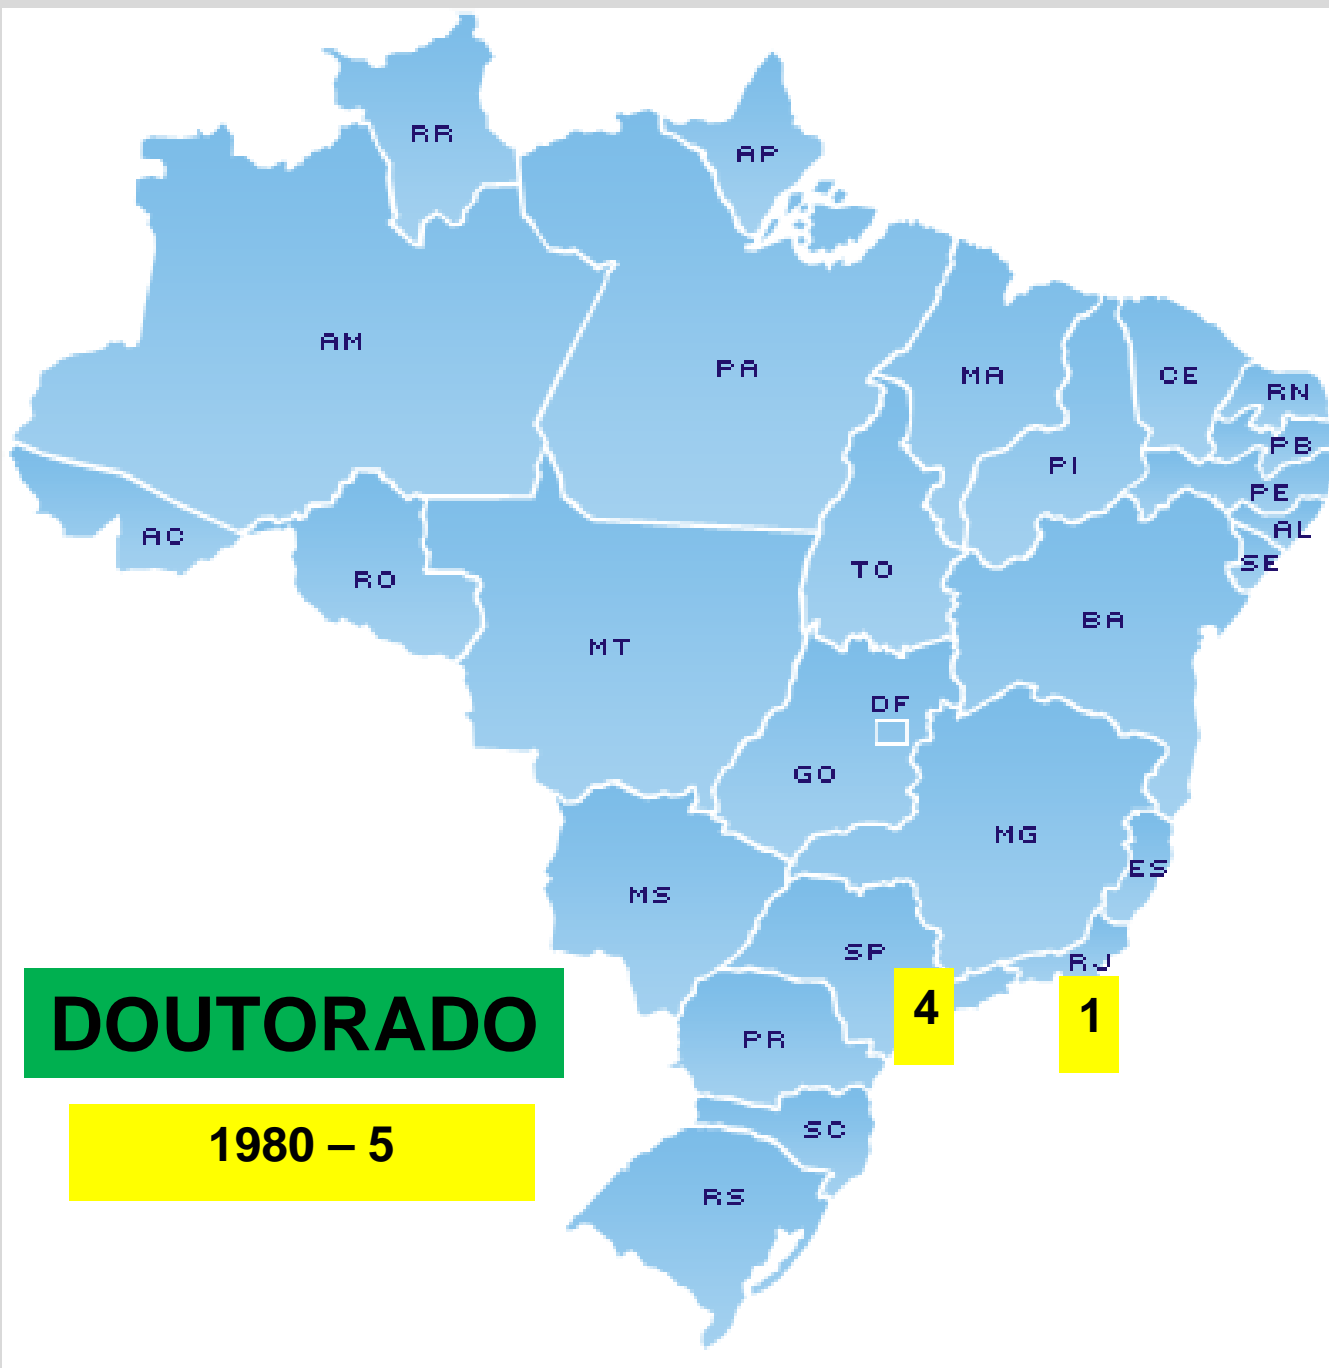 RR
AP
AM
PA
MA
CE
RN
PB
PI
PE
AL
AC
SE
RO
TO
BA
MT
DF
GO
MG
ES
MS
SP
RJ
4
1
DOUTORADO
PR
1980 – 5
SC
RS